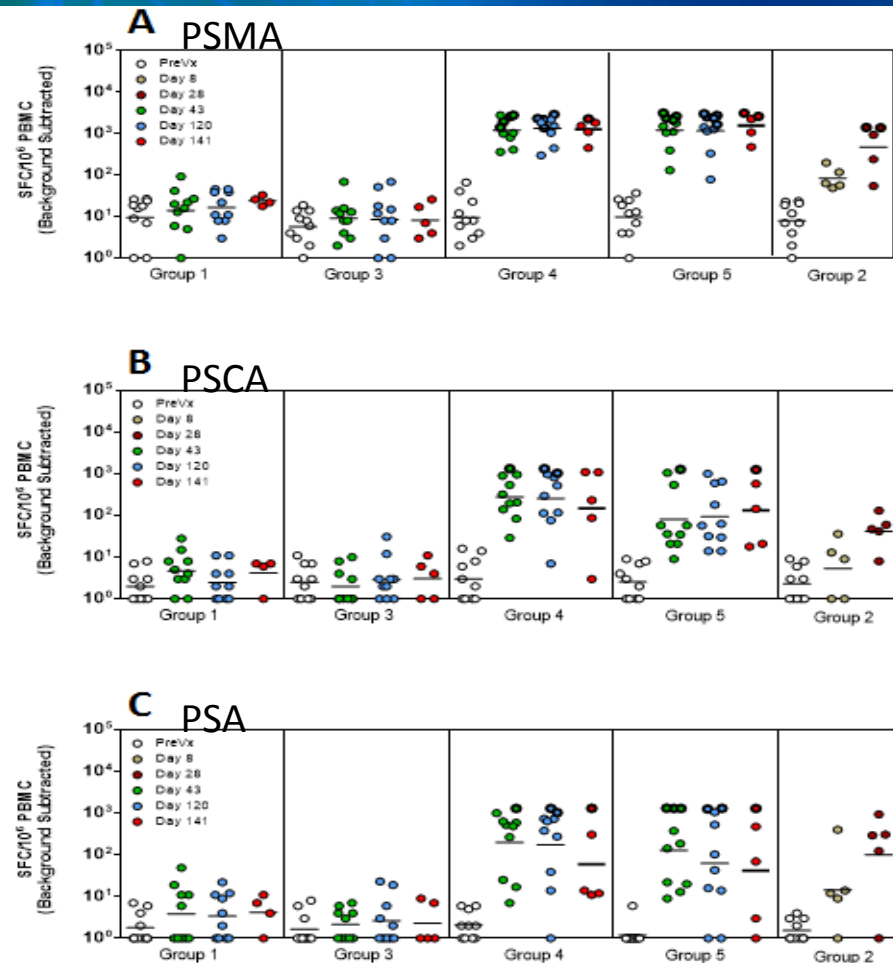 A PSMA
10⁵
10⁴
10³
10²
10¹
10⁰
SFC/10⁶ PBMC
(Background Subtracted)
PreVx
Day 8
Day 28
Day 43
Day 120
Day 141
Group 1 Group 3 Group 4 Group 5 Group 2
B PSCA
10⁵
10⁴
10³
10²
10¹
10⁰
SFC/10⁶ PBMC
(Background Subtracted)
PreVx
Day 8
Day 28
Day 43
Day 120
Day 141
Group 1 Group 3 Group 4 Group 5 Group 2
C PSA
10⁵
10⁴
10³
10²
10¹
10⁰
SFC/10⁶ PBMC
(Background Subtracted)
PreVx
Day 8
Day 28
Day 43
Day 120
Day 141
Group 1 Group 3 Group 4 Group 5 Group 2